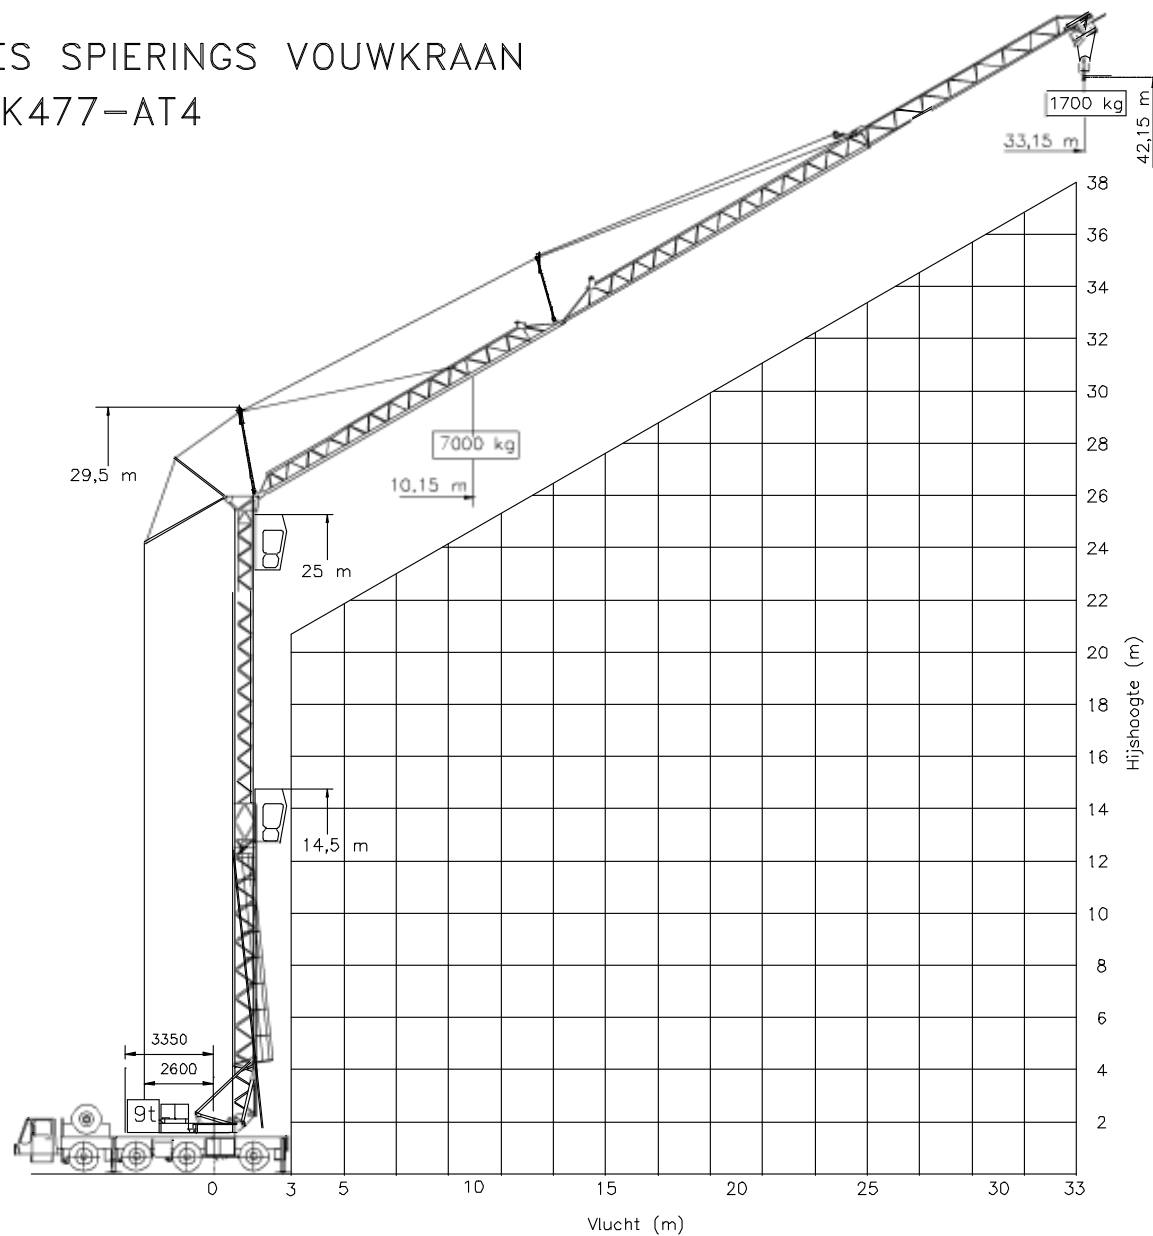 ES SPIERINGS VOUWKRAAN
K477-AT4
1700 kg
33,15 m
42,15 m
38
36
34
32
30
28
26
24
22
20
18
16
14
12
10
8
6
4
2
Hijshoogte (m)
29,5 m
7000 kg
10,15 m
25 m
14,5 m
3350
2600
9t
0 3 5 10 15 20 25 30 33
Vlucht (m)